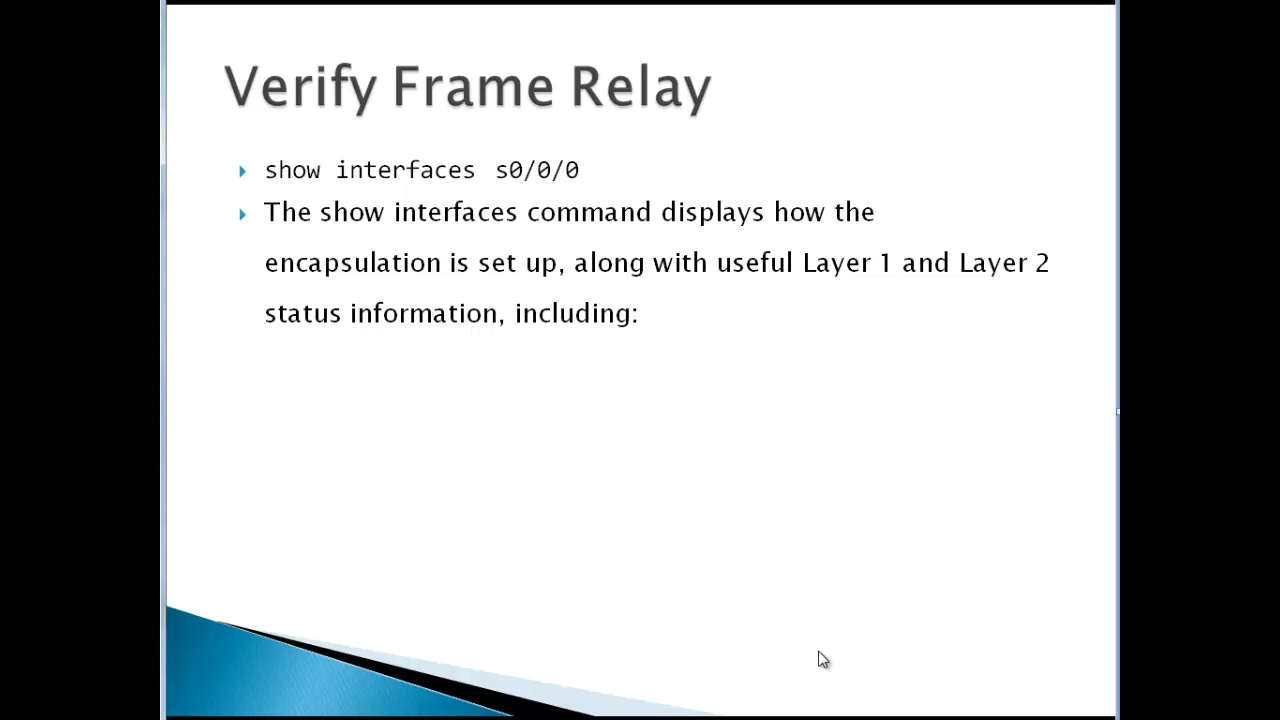 Verify Frame Relay
show interfaces s0/0/0
The show interfaces command displays how the
encapsulation is set up, along with useful Layer 1 and Layer 2
status information, including: